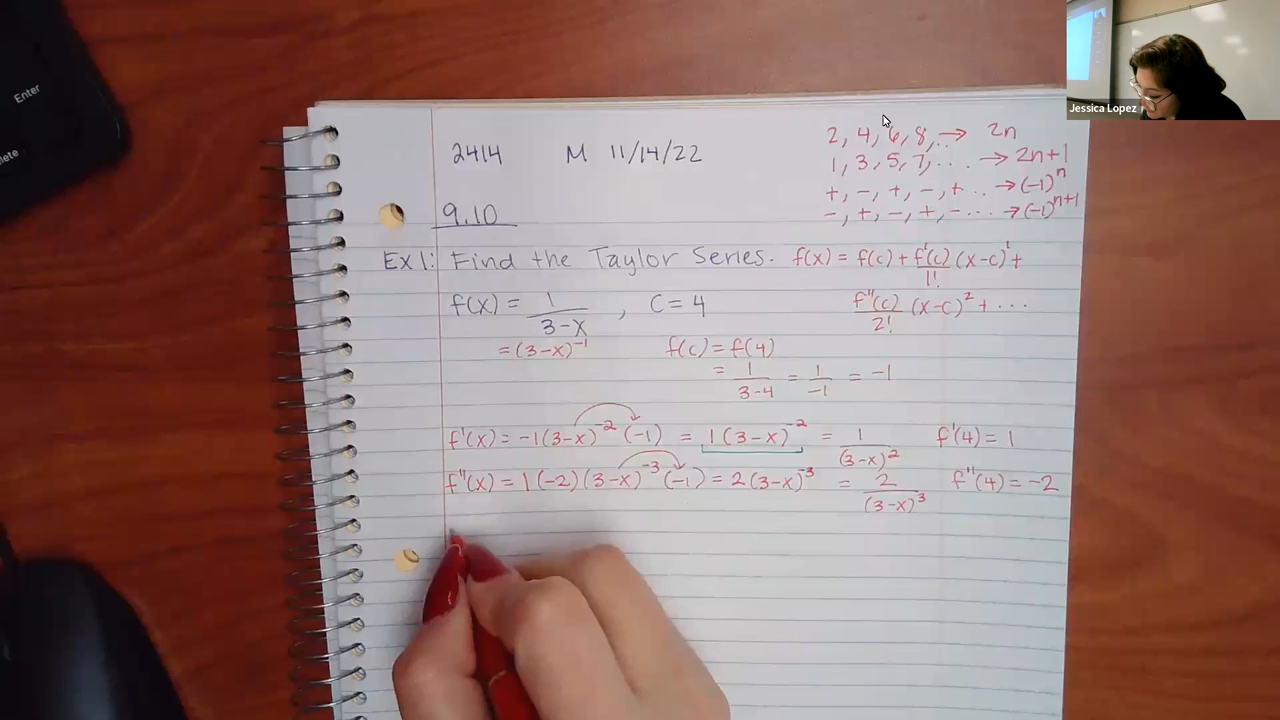 Enter
lete
Jessica Lopez
2414 M 11/14/22
2, 4, 6, 8, ... → 2n
1, 3, 5, 7, ... → 2n+1
+, -, +, -, + .. → (-1)^n
-, +, -, +, - ... → (-1)^{n+1}
9.10
Ex 1: Find the Taylor Series. f(x) = f(c) + f'(c)/1! (x-c)^1 +
f''(c)/2! (x-c)^2 + ...
f(x) = 1/(3-x) , C = 4
= (3-x)^{-1}
f(c) = f(4)
= 1/(3-4) = 1/-1 = -1
f'(x) = -1(3-x)^{-2} (-1) = 1(3-x)^{-2} = 1/(3-x)^2 f'(4) = 1
f''(x) = 1(-2)(3-x)^{-3}(-1) = 2(3-x)^{-3} = 2/(3-x)^3 f''(4) = -2